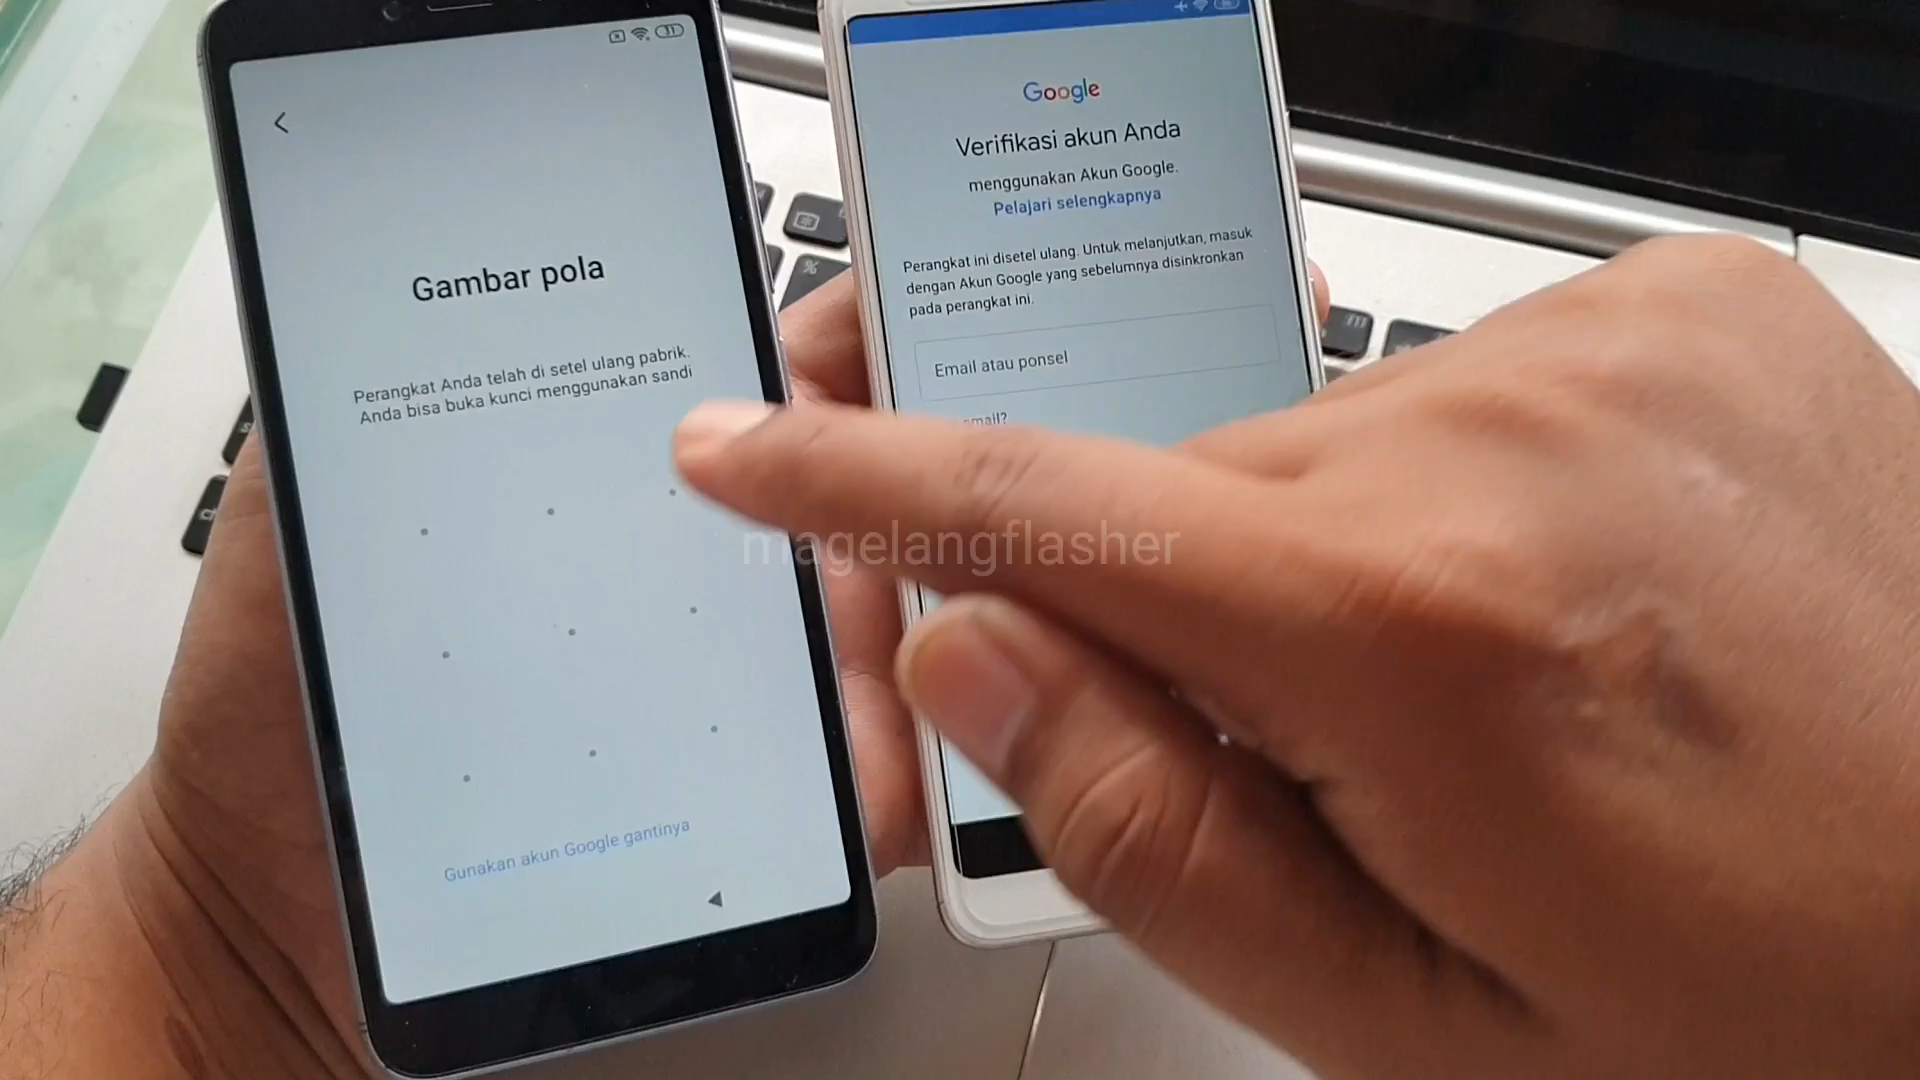 31
Gambar pola
Perangkat Anda telah di setel ulang pabrik.
Anda bisa buka kunci menggunakan sandi
Gunakan akun Google gantinya
Google
Verifikasi akun Anda
menggunakan Akun Google.
Pelajari selengkapnya
Perangkat ini disetel ulang. Untuk melanjutkan, masuk
dengan Akun Google yang sebelumnya disinkronkan
pada perangkat ini.
Email atau ponsel
email?
magelangflasher